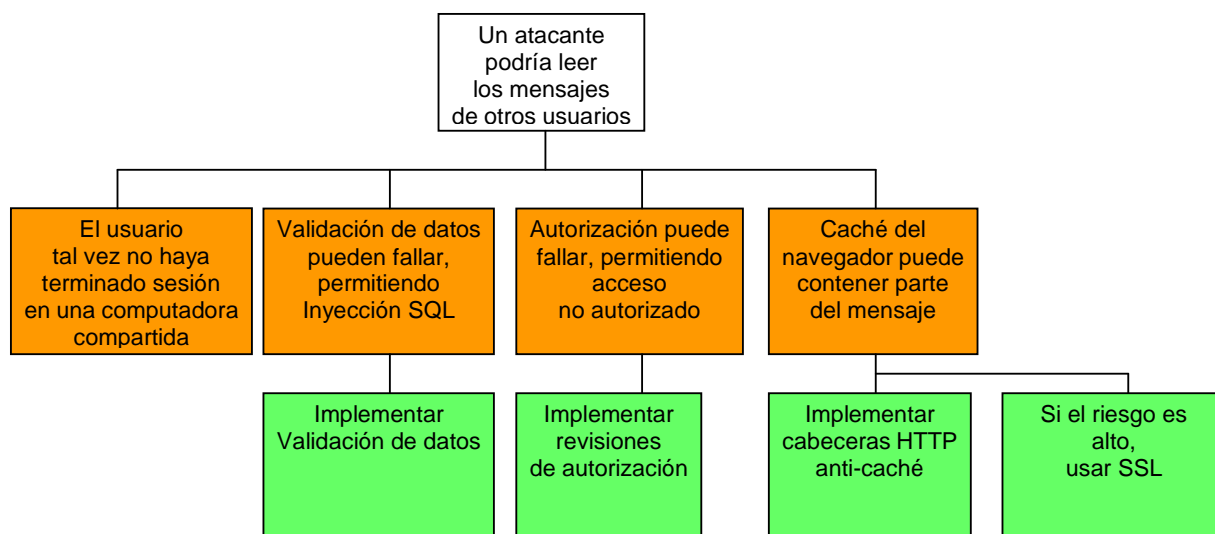 Un atacante
podría leer
los mensajes
de otros usuarios
El usuario
tal vez no haya
terminado sesión
en una computadora
compartida
Validación de datos
pueden fallar,
permitiendo
Inyección SQL
Autorización puede
fallar, permitiendo
acceso
no autorizado
Caché del
navegador puede
contener parte
del mensaje
Implementar
Validación de datos
Implementar
revisiones
de autorización
Implementar
cabeceras HTTP
anti-caché
Si el riesgo es
alto,
usar SSL